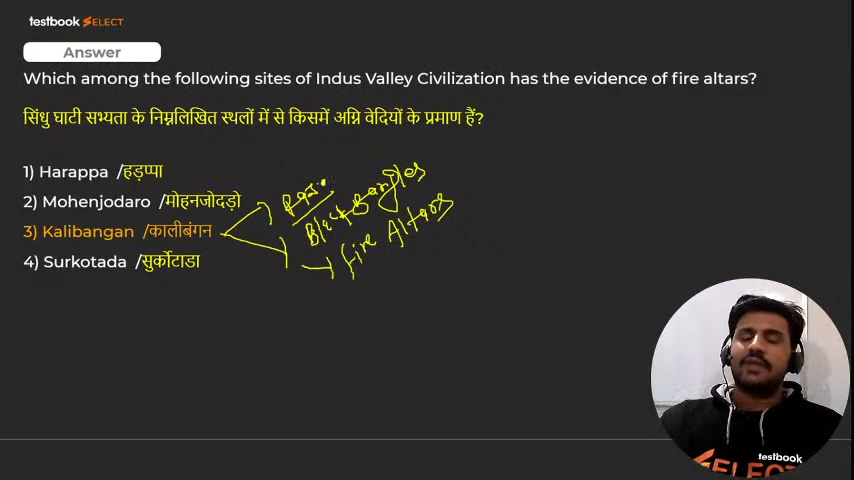 testbook SELECT
Answer
Which among the following sites of Indus Valley Civilization has the evidence of fire altars?
सिंधु घाटी सभ्यता के निम्नलिखित स्थलों में से किसमें अग्नि वेदियों के प्रमाण हैं?
1) Harappa /हड़प्पा
2) Mohenjodaro /मोहनजोदड़ो
3) Kalibangan /कालीबंगन
4) Surkotada /सुर्कोटाडा
Raj.
Black Bangles
Fire Altars
testbook
SELECT